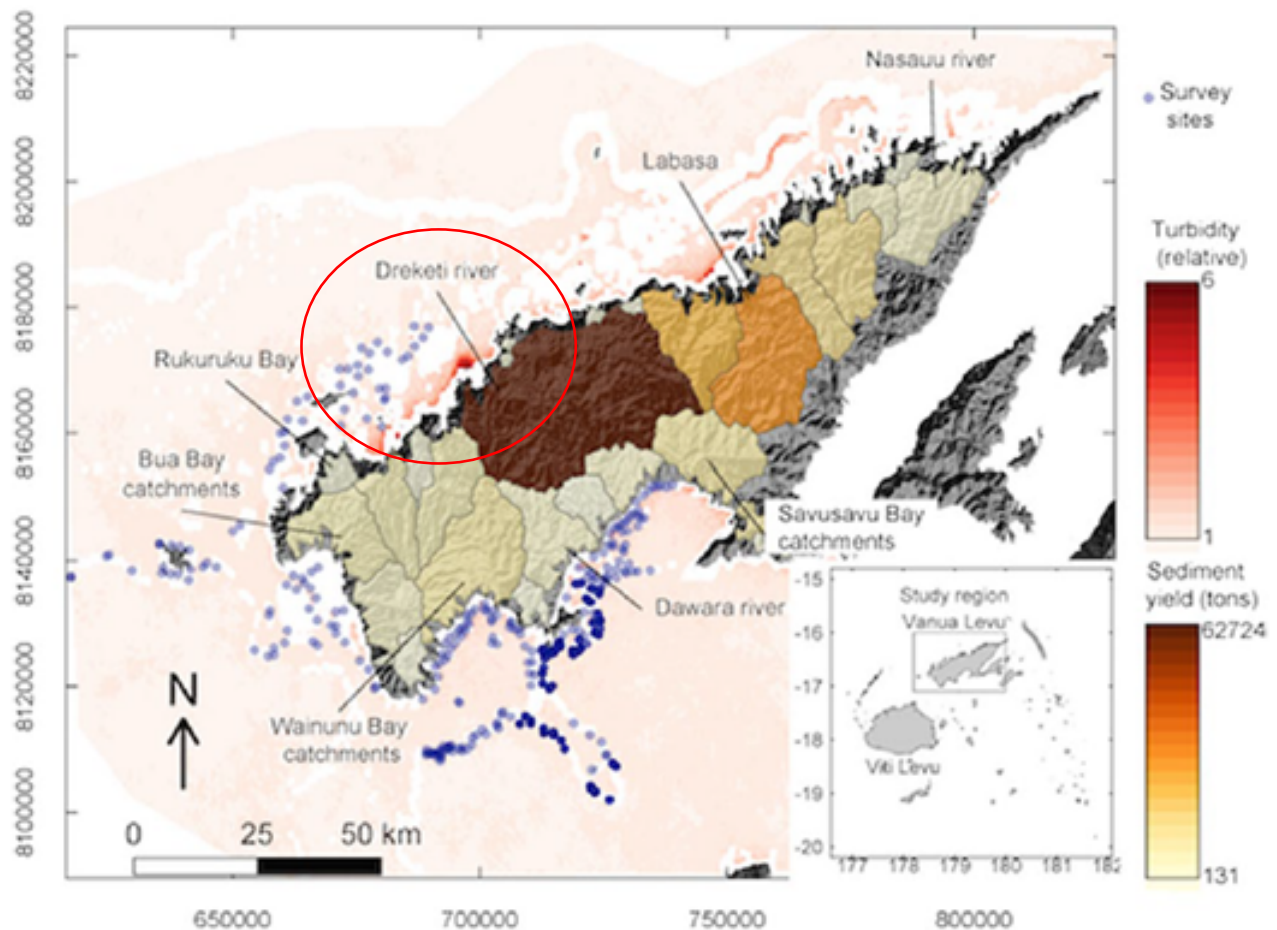 8220000
8200000
8180000
8160000
8140000
8120000
8100000
650000
700000
750000
800000
Nasauu river
Labasa
Dreketi river
Rukuruku Bay
Bua Bay
catchments
Savusavu Bay
catchments
Dawara river
Wainunu Bay
catchments
N
0 25 50 km
Survey
sites
Turbidity
(relative)
6
1
Sediment
yield (tons)
62724
131
Study region
Vanua Levu
Viti Levu
-15
-16
-17
-18
-19
-20
177 178 179 180 181 182